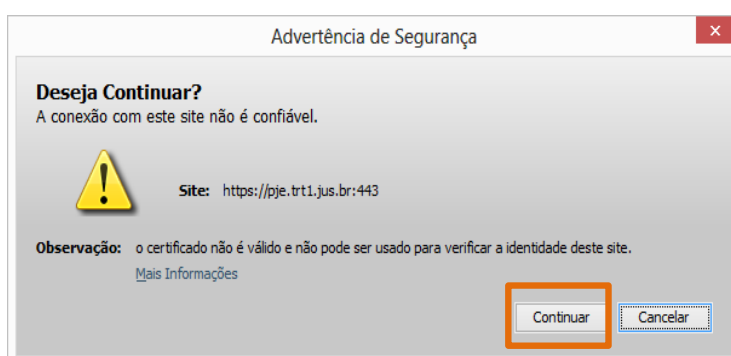 Advertência de Segurança
Deseja Continuar?
A conexão com este site não é confiável.
Site: https://pje.trt1.jus.br:443
Observação: o certificado não é válido e não pode ser usado para verificar a identidade deste site.
Mais Informações
Continuar Cancelar